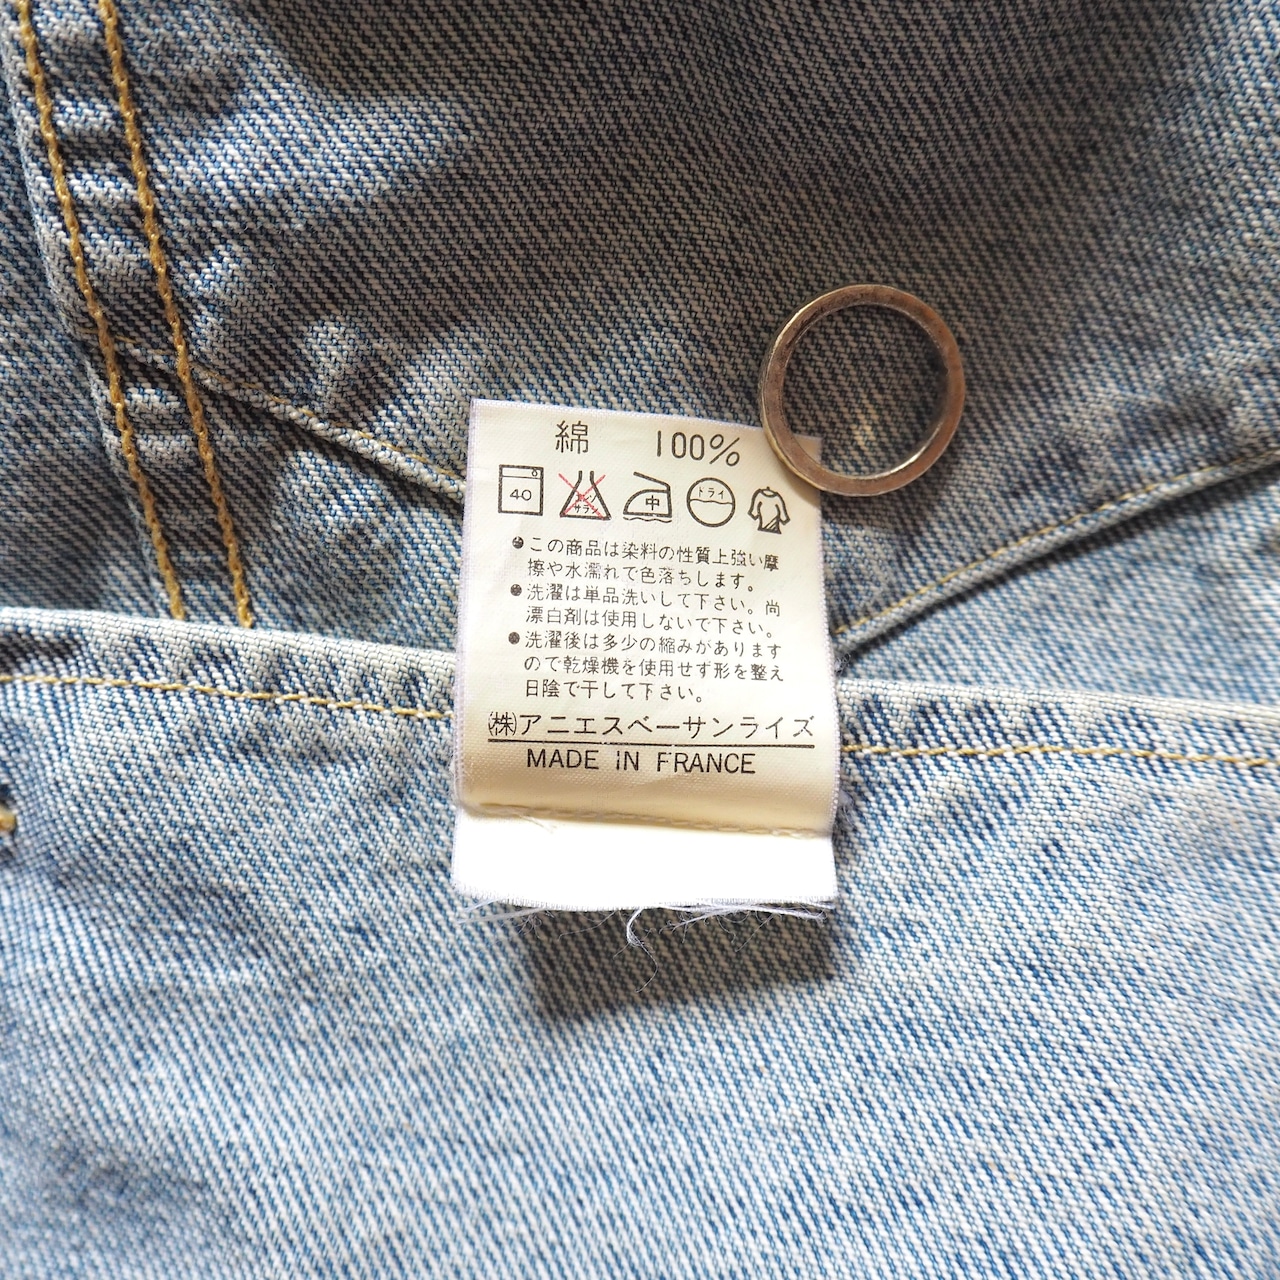 綿 100%
40 エンソ サラシ 中 ドライ
●この商品は染料の性質上強い摩
擦や水濡れで色落ちします。
●洗濯は単品洗いして下さい。尚
漂白剤は使用しないで下さい。
●洗濯後は多少の縮みがあります
ので乾燥機を使用せず形を整え
日陰で干して下さい。
㈱アニエスベーサンライズ
MADE IN FRANCE